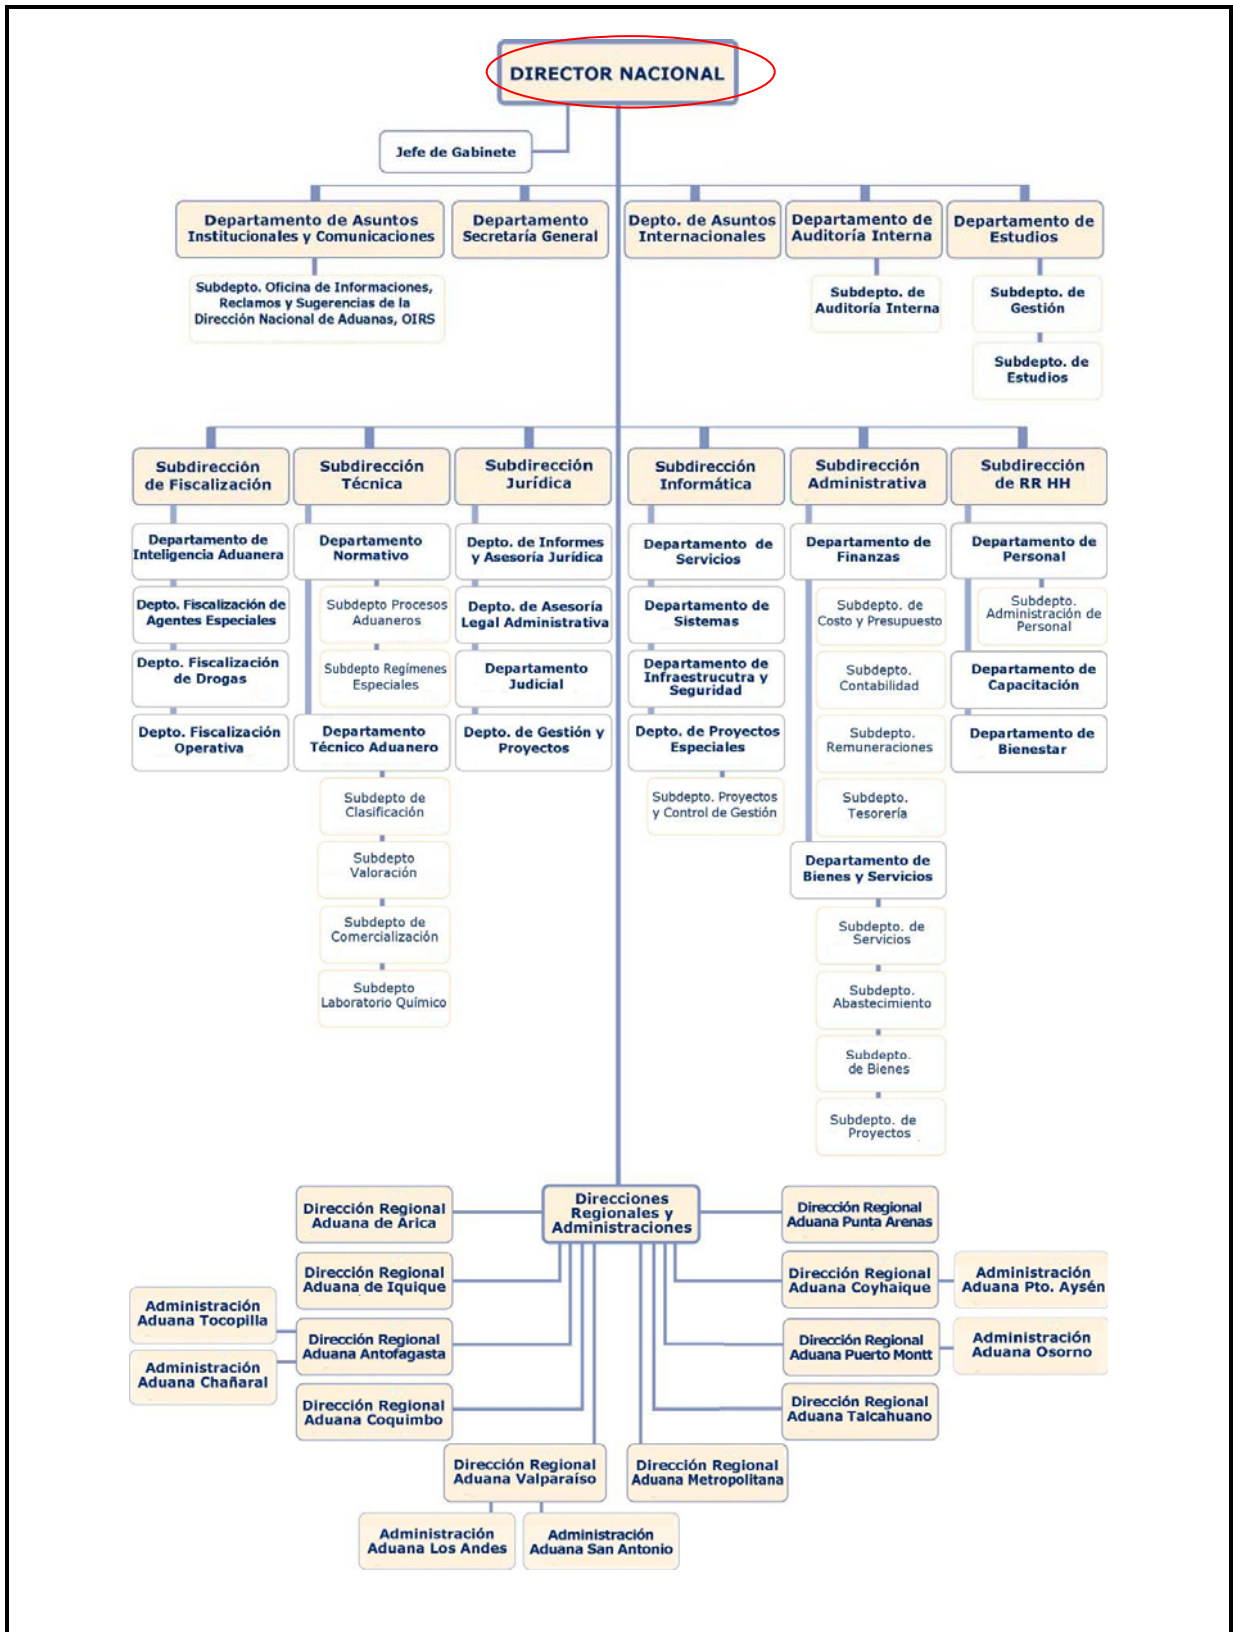 DIRECTOR NACIONAL
Jefe de Gabinete
Departamento de Asuntos
Institucionales y Comunicaciones
Departamento
Secretaría General
Depto. de Asuntos
Internacionales
Departamento de
Auditoría Interna
Departamento de
Estudios
Subdepto. Oficina de Informaciones,
Reclamos y Sugerencias de la
Dirección Nacional de Aduanas, OIRS
Subdepto. de
Auditoría Interna
Subdepto. de
Gestión
Subdepto. de
Estudios
Subdirección
de Fiscalización
Departamento de
Inteligencia Aduanera
Depto. Fiscalización de
Agentes Especiales
Depto. Fiscalización
de Drogas
Depto. Fiscalización
Operativa
Subdirección
Técnica
Departamento
Normativo
Subdepto Procesos
Aduaneros
Subdepto Regímenes
Especiales
Departamento
Técnico Aduanero
Subdepto de
Clasificación
Subdepto
Valoración
Subdepto de
Comercialización
Subdepto
Laboratorio Químico
Subdirección
Jurídica
Depto. de Informes
y Asesoría Jurídica
Depto. de Asesoría
Legal Administrativa
Departamento
Judicial
Depto. de Gestión y
Proyectos
Subdirección
Informática
Departamento de
Servicios
Departamento de
Sistemas
Departamento de
Infraestrucutra y
Seguridad
Depto. de Proyectos
Especiales
Subdepto. Proyectos
y Control de Gestión
Subdirección
Administrativa
Departamento de
Finanzas
Subdepto. de
Costo y Presupuesto
Subdepto.
Contabilidad
Subdepto.
Remuneraciones
Subdepto.
Tesorería
Departamento de
Bienes y Servicios
Subdepto. de
Servicios
Subdepto.
Abastecimiento
Subdepto.
de Bienes
Subdepto. de
Proyectos
Subdirección
de RR HH
Departamento de
Personal
Subdepto.
Administración de
Personal
Departamento de
Capacitación
Departamento de
Bienestar
Direcciones
Regionales y
Administraciones
Dirección Regional
Aduana de Arica
Dirección Regional
Aduana de Iquique
Administración
Aduana Tocopilla
Dirección Regional
Aduana Antofagasta
Administración
Aduana Chañaral
Dirección Regional
Aduana Coquimbo
Dirección Regional
Aduana Valparaíso
Administración
Aduana Los Andes
Administración
Aduana San Antonio
Dirección Regional
Aduana Punta Arenas
Dirección Regional
Aduana Coyhaique
Administración
Aduana Pto. Aysén
Dirección Regional
Aduana Puerto Montt
Administración
Aduana Osorno
Dirección Regional
Aduana Talcahuano
Dirección Regional
Aduana Metropolitana